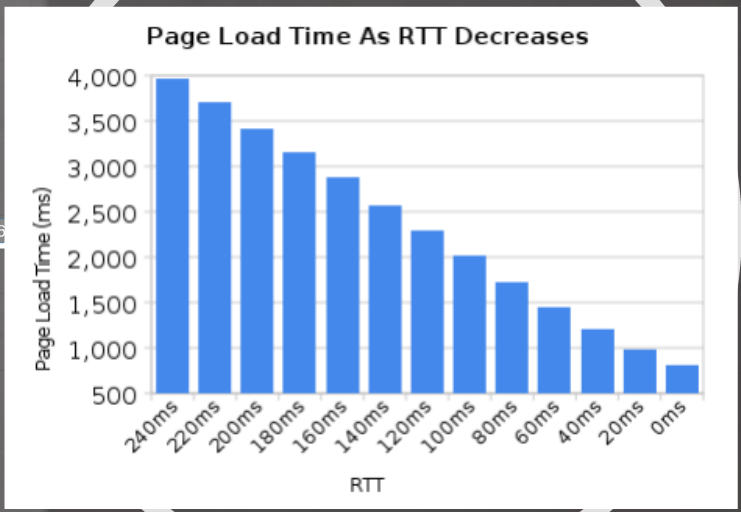 Page Load Time As RTT Decreases
4,000
3,500
3,000
2,500
2,000
1,500
1,000
500
Page Load Time (ms)
240ms
220ms
200ms
180ms
160ms
140ms
120ms
100ms
80ms
60ms
40ms
20ms
0ms
RTT